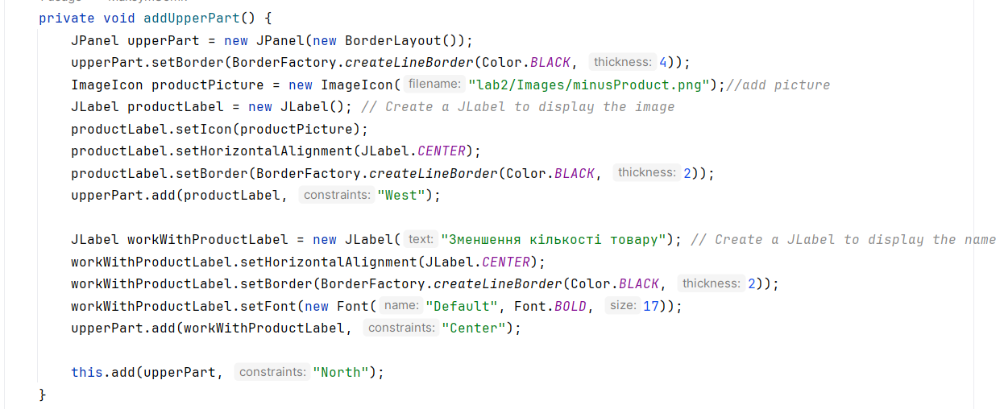 private void addUpperPart() {
JPanel upperPart = new JPanel(new BorderLayout());
upperPart.setBorder(BorderFactory.createLineBorder(Color.BLACK, thickness: 4));
ImageIcon productPicture = new ImageIcon( filename: "lab2/Images/minusProduct.png");//add picture
JLabel productLabel = new JLabel(); // Create a JLabel to display the image
productLabel.setIcon(productPicture);
productLabel.setHorizontalAlignment(JLabel.CENTER);
productLabel.setBorder(BorderFactory.createLineBorder(Color.BLACK, thickness: 2));
upperPart.add(productLabel, constraints: "West");
JLabel workWithProductLabel = new JLabel( text: "Зменшення кількості товару"); // Create a JLabel to display the name
workWithProductLabel.setHorizontalAlignment(JLabel.CENTER);
workWithProductLabel.setBorder(BorderFactory.createLineBorder(Color.BLACK, thickness: 2));
workWithProductLabel.setFont(new Font( name: "Default", Font.BOLD, size: 17));
upperPart.add(workWithProductLabel, constraints: "Center");
this.add(upperPart, constraints: "North");
}